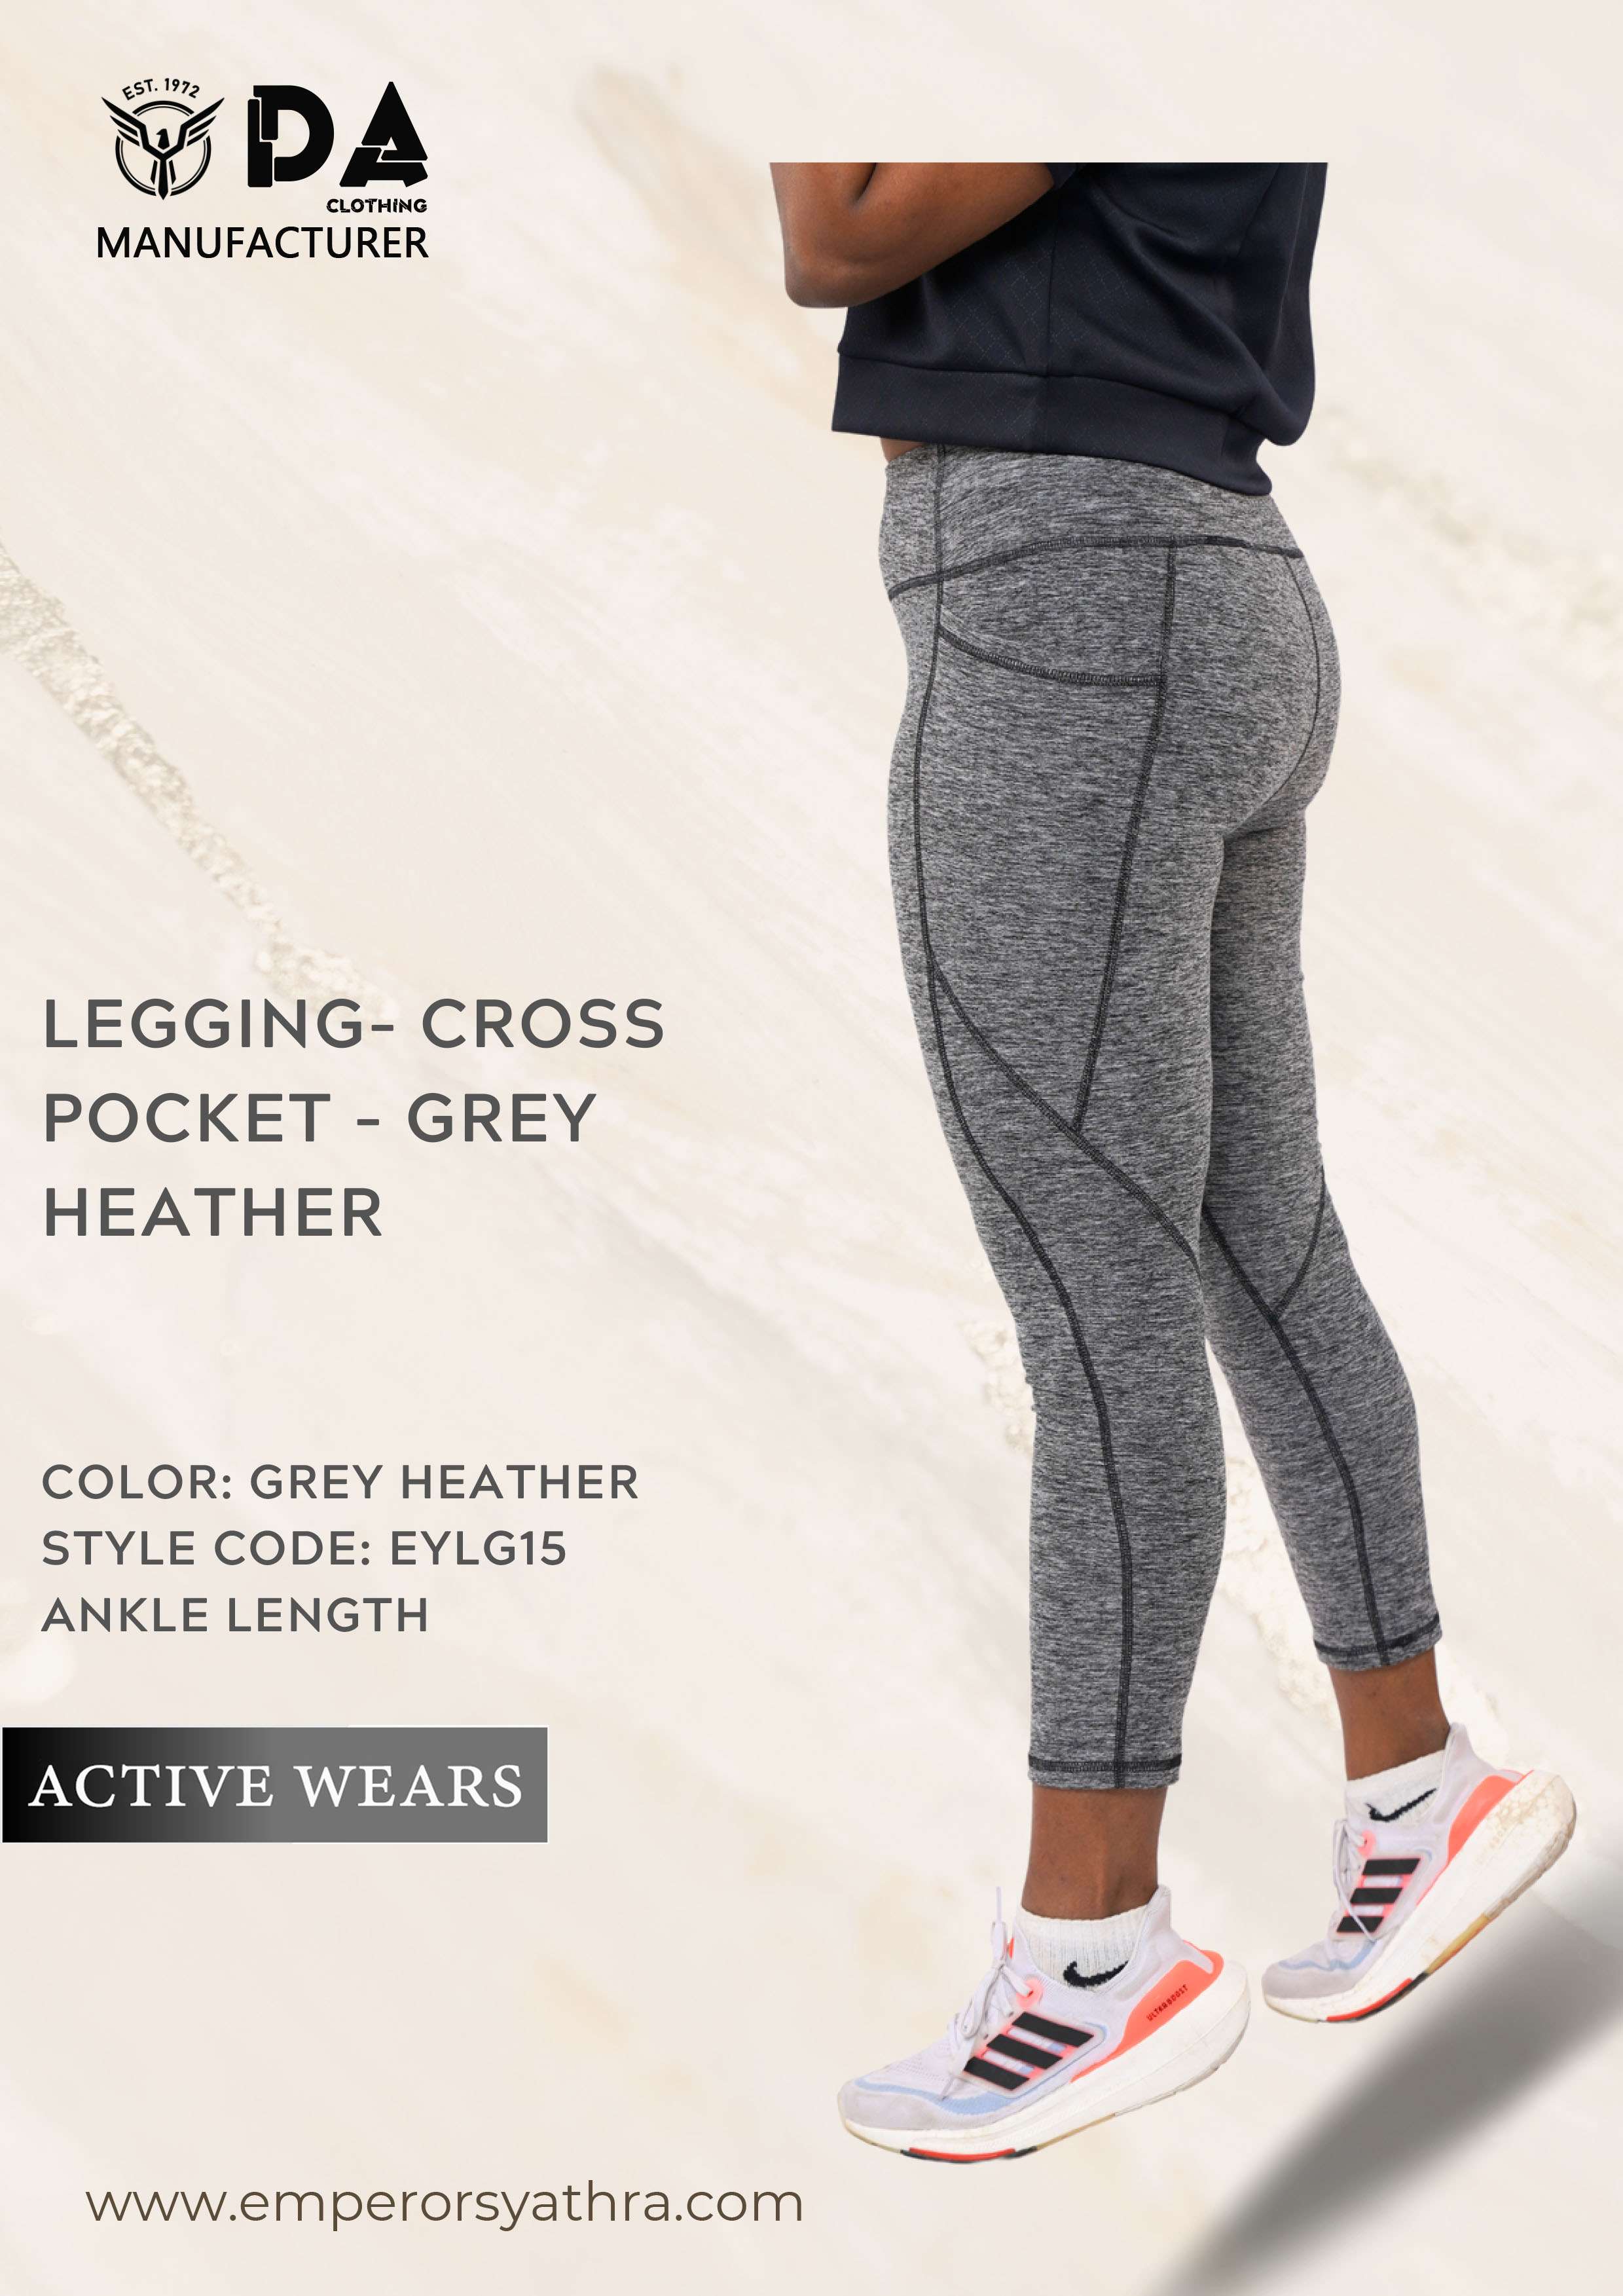 EST. 1972
DA
CLOTHING
MANUFACTURER
LEGGING- CROSS
POCKET - GREY
HEATHER
COLOR: GREY HEATHER
STYLE CODE: EYLG15
ANKLE LENGTH
ACTIVE WEARS
ULTRABOOST
www.emperorsyathra.com